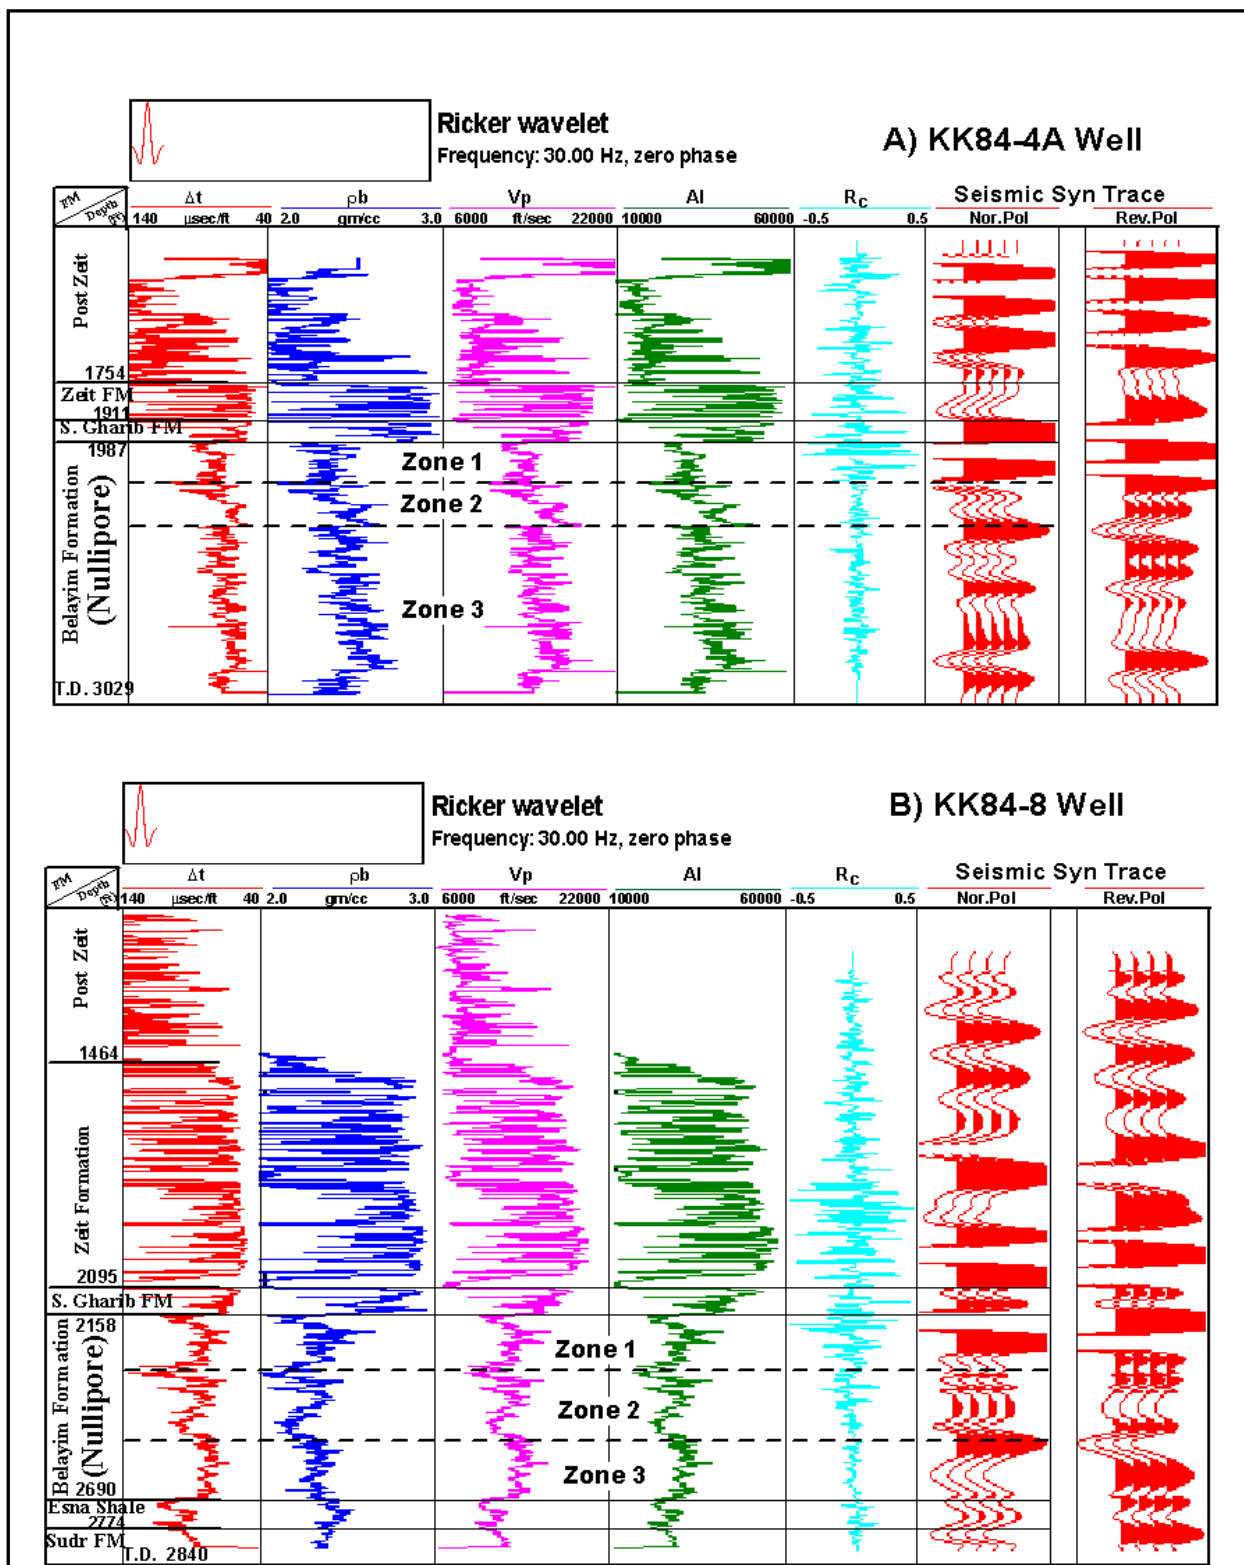 Ricker wavelet
Frequency: 30.00 Hz, zero phase
A) KK84-4A Well
FM Depth (ft)
Δt ρb Vp AI Rc Seismic Syn Trace
140 µsec/ft 40 2.0 gm/cc 3.0 6000 ft/sec 22000 10000 60000 -0.5 0.5 Nor.Pol Rev.Pol
Post Zeit
1754
Zeit FM
1911
S. Gharib FM
1987
Belayim Formation
(Nullipore)
Zone 1
Zone 2
Zone 3
T.D. 3029
Ricker wavelet
Frequency: 30.00 Hz, zero phase
B) KK84-8 Well
FM Depth (ft)
Δt ρb Vp AI Rc Seismic Syn Trace
140 µsec/ft 40 2.0 gm/cc 3.0 6000 ft/sec 22000 10000 60000 -0.5 0.5 Nor.Pol Rev.Pol
Post Zeit
1464
Zeit Formation
2095
S. Gharib FM
2158
Belayim Formation
(Nullipore)
Zone 1
Zone 2
Zone 3
2690
Esna Shale
2774
Sudr FM
T.D. 2840